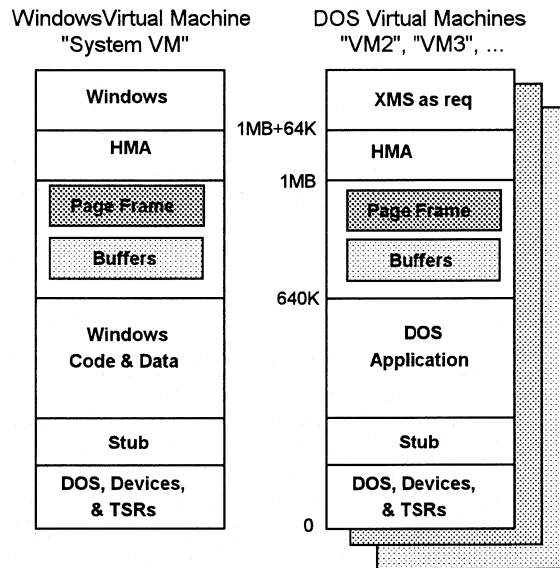 WindowsVirtual Machine
"System VM"
Windows
HMA
Page Frame
Buffers
Windows
Code & Data
Stub
DOS, Devices,
& TSRs
DOS Virtual Machines
"VM2", "VM3", ...
1MB+64K
1MB
640K
0
XMS as req
HMA
Page Frame
Buffers
DOS
Application
Stub
DOS, Devices,
& TSRs